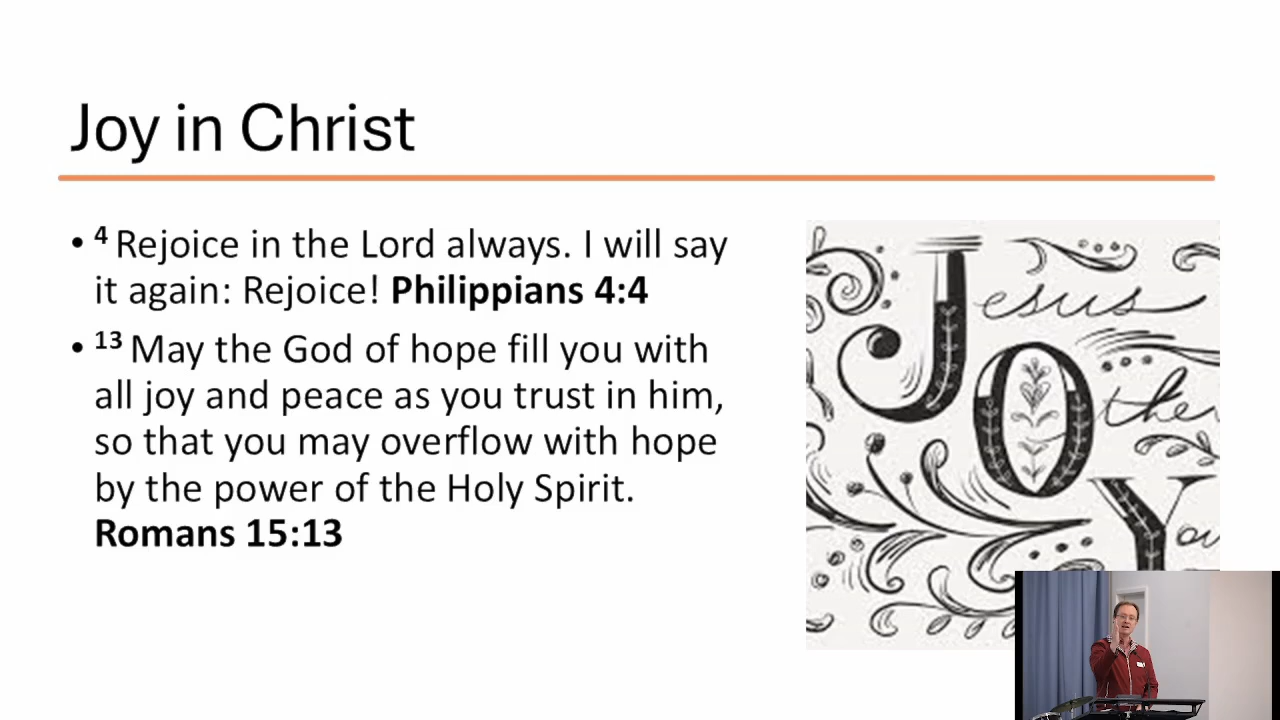 Joy in Christ
• ⁴ Rejoice in the Lord always. I will say
it again: Rejoice! Philippians 4:4
• ¹³ May the God of hope fill you with
all joy and peace as you trust in him,
so that you may overflow with hope
by the power of the Holy Spirit.
Romans 15:13
Jesus
O
Y